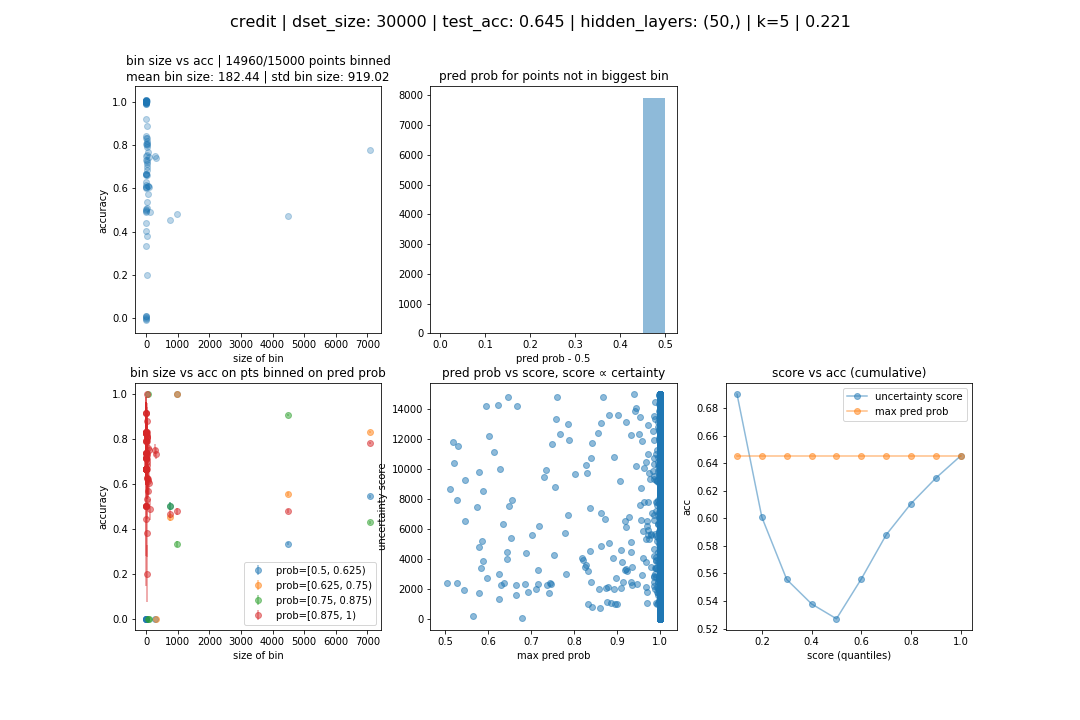 credit | dset_size: 30000 | test_acc: 0.645 | hidden_layers: (50,) | k=5 | 0.221
bin size vs acc | 14960/15000 points binned
mean bin size: 182.44 | std bin size: 919.02
1.0
0.8
0.6
0.4
0.2
0.0
accuracy
0 1000 2000 3000 4000 5000 6000 7000
size of bin
pred prob for points not in biggest bin
8000
7000
6000
5000
4000
3000
2000
1000
0
0.0 0.1 0.2 0.3 0.4 0.5
pred prob - 0.5
bin size vs acc on pts binned on pred prob
1.0
0.8
0.6
0.4
0.2
0.0
accuracy
prob=[0.5, 0.625)
prob=[0.625, 0.75)
prob=[0.75, 0.875)
prob=[0.875, 1)
0 1000 2000 3000 4000 5000 6000 7000
size of bin
pred prob vs score, score ∝ certainty
14000
12000
10000
8000
6000
4000
2000
0
uncertainty score
0.5 0.6 0.7 0.8 0.9 1.0
max pred prob
score vs acc (cumulative)
uncertainty score
max pred prob
0.68
0.66
0.64
0.62
0.60
0.58
0.56
0.54
0.52
acc
0.2 0.4 0.6 0.8 1.0
score (quantiles)